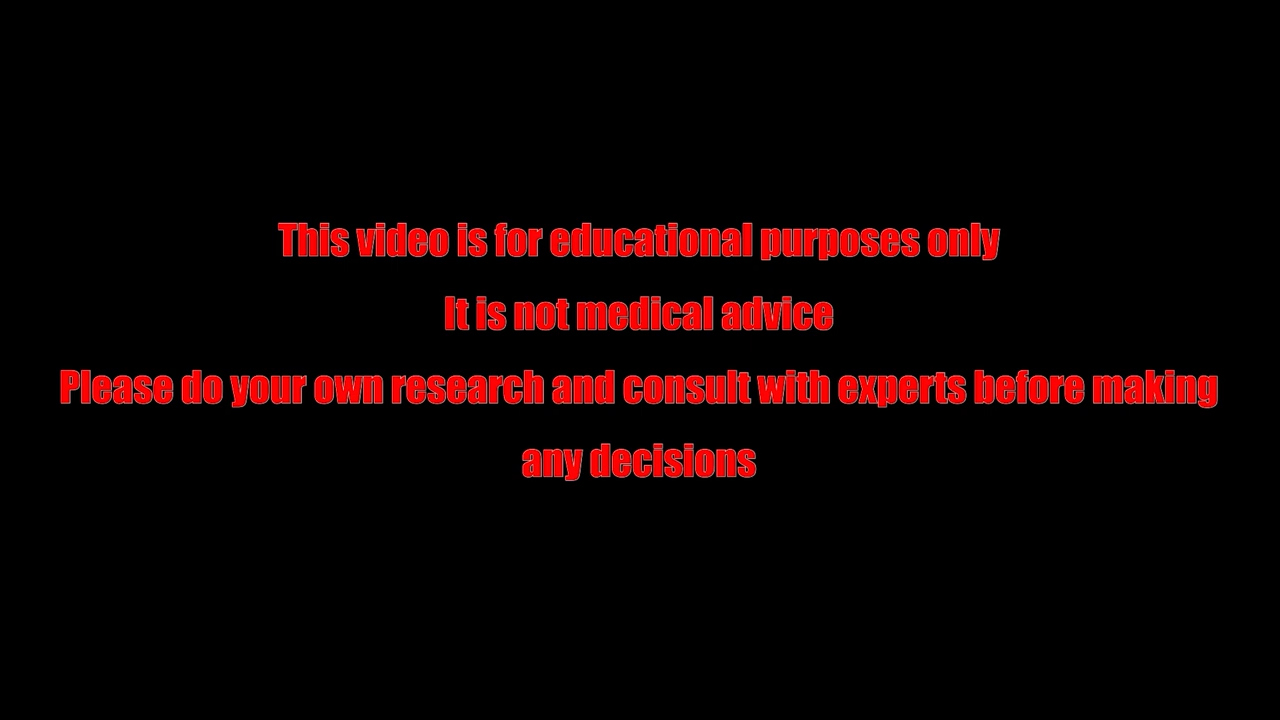 This video is for educational purposes only
It is not medical advice
Please do your own research and consult with experts before making
any decisions